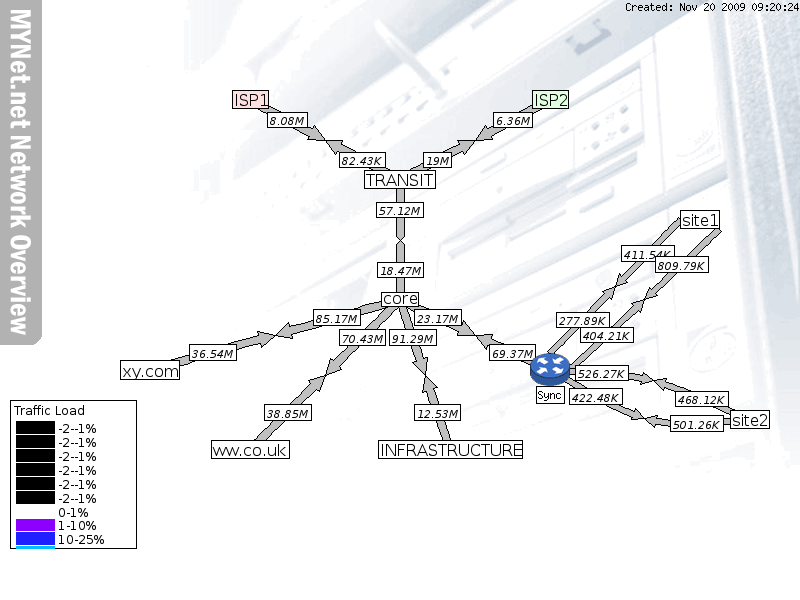 Created: Nov 20 2009 09:20:24
MYNet.net Network Overview
ISP1
ISP2
8.08M
6.36M
82.43K
19M
TRANSIT
57.12M
site1
411.54K
809.79K
18.47M
core
85.17M
23.17M
277.89K
404.21K
70.43M
91.29M
36.54M
69.37M
xy.com
526.27K
Sync
422.48K
468.12K
38.85M
12.53M
501.26K
site2
ww.co.uk
INFRASTRUCTURE
Traffic Load
-2--1%
-2--1%
-2--1%
-2--1%
-2--1%
-2--1%
0-1%
1-10%
10-25%